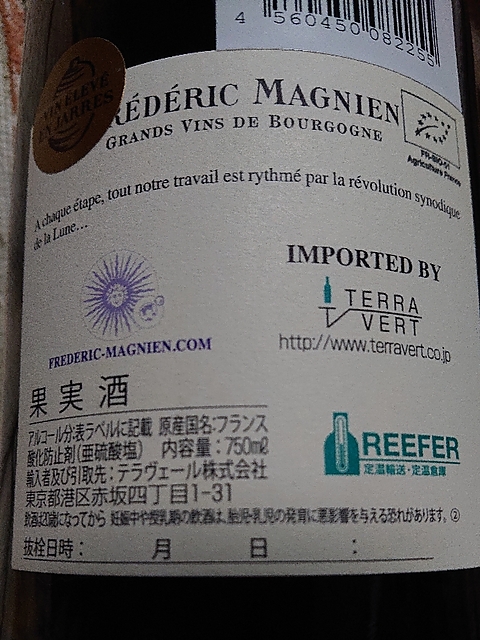 4 560450 082255
VIN ÉLEVÉ
EN JARRES
FRÉDÉRIC MAGNIEN
GRANDS VINS DE BOURGOGNE
FR-BIO-01
Agriculture France
A chaque étape, tout notre travail est rythmé par la révolution synodique
de la Lune...
IMPORTED BY
TERRA
VERT
http://www.terravert.co.jp
FREDERIC-MAGNIEN.COM
果実酒
アルコール分:表ラベルに記載 原産国名:フランス
酸化防止剤(亜硫酸塩) 内容量:750㎖
輸入者及び引取先:テラヴェール株式会社
東京都港区赤坂四丁目1-31
飲酒は20歳になってから 妊娠中や授乳期の飲酒は、胎児・乳児の発育に悪影響を与える恐れがあります。②
REEFER
定温輸送・定温倉庫
抜栓日時: 月 日 :